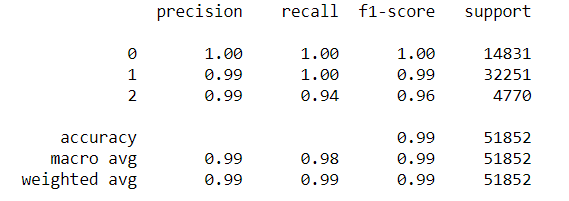 precision recall f1-score support
0 1.00 1.00 1.00 14831
1 0.99 1.00 0.99 32251
2 0.99 0.94 0.96 4770
accuracy 0.99 51852
macro avg 0.99 0.98 0.99 51852
weighted avg 0.99 0.99 0.99 51852